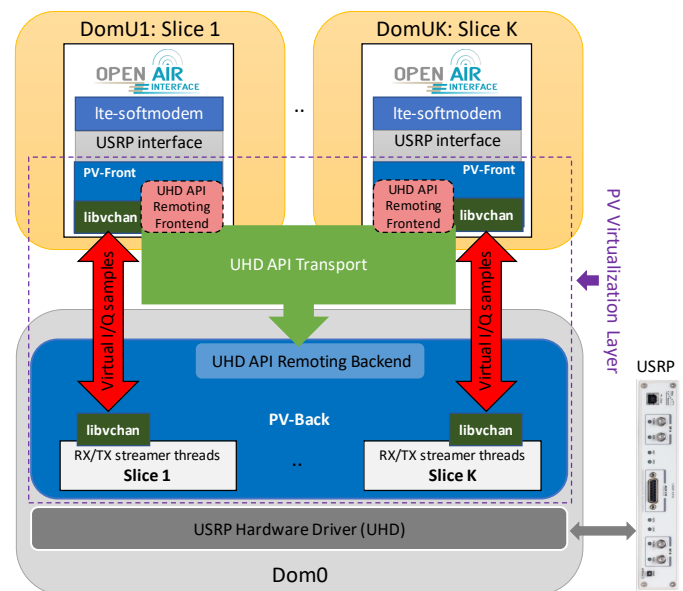 DomU1: Slice 1
DomUK: Slice K
OPEN AIR
INTERFACE
OPEN AIR
INTERFACE
lte-softmodem
..
lte-softmodem
USRP interface
USRP interface
PV-Front
PV-Front
UHD API
Remoting
Frontend
UHD API
Remoting
Frontend
libvchan
libvchan
UHD API Transport
Virtual I/Q samples
Virtual I/Q samples
PV Virtualization
Layer
UHD API Remoting Backend
USRP
libvchan
PV-Back
libvchan
RX/TX streamer threads
Slice 1
..
RX/TX streamer threads
Slice K
USRP Hardware Driver (UHD)
Dom0